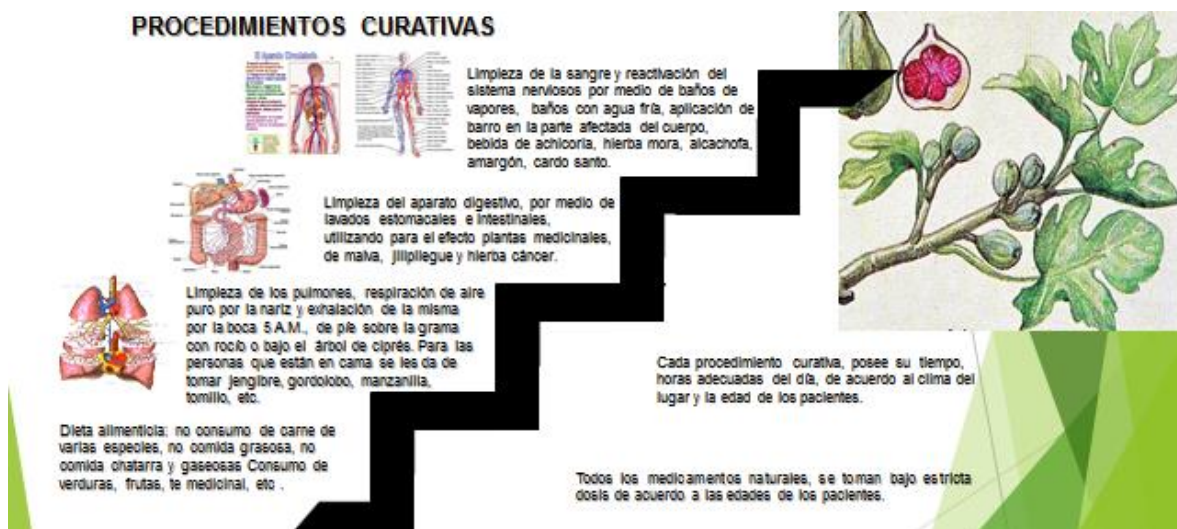 PROCEDIMIENTOS CURATIVAS
Limpieza de la sangre y reactivación del
sistema nerviosos por medio de baños de
vapores, baños con agua fría, aplicación de
barro en la parte afectada del cuerpo,
bebida de achicoria, hierba mora, alcachofa,
amargón, cardo santo.
Limpieza del aparato digestivo, por medio de
lavados estomacales e intestinales,
utilizando para el efecto plantas medicinales,
de malva, jilipliegue y hierba cáncer.
Limpieza de los pulmones, respiración de aire
puro por la nariz y exhalación de la misma
por la boca 5 A.M., de pie sobre la grama
con rocío o bajo el árbol de ciprés. Para las
personas que están en cama se les da de
tomar jengibre, gordolobo, manzanilla,
tomillo, etc.
Dieta alimenticia: no consumo de carne de
varias especies, no comida grasosa, no
comida chatarra y gaseosas Consumo de
verduras, frutas, te medicinal, etc .
Cada procedimiento curativa, posee su tiempo,
horas adecuadas del día, de acuerdo al clima del
lugar y la edad de los pacientes.
Todos los medicamentos naturales, se toman bajo estricta
dosis de acuerdo a las edades de los pacientes.